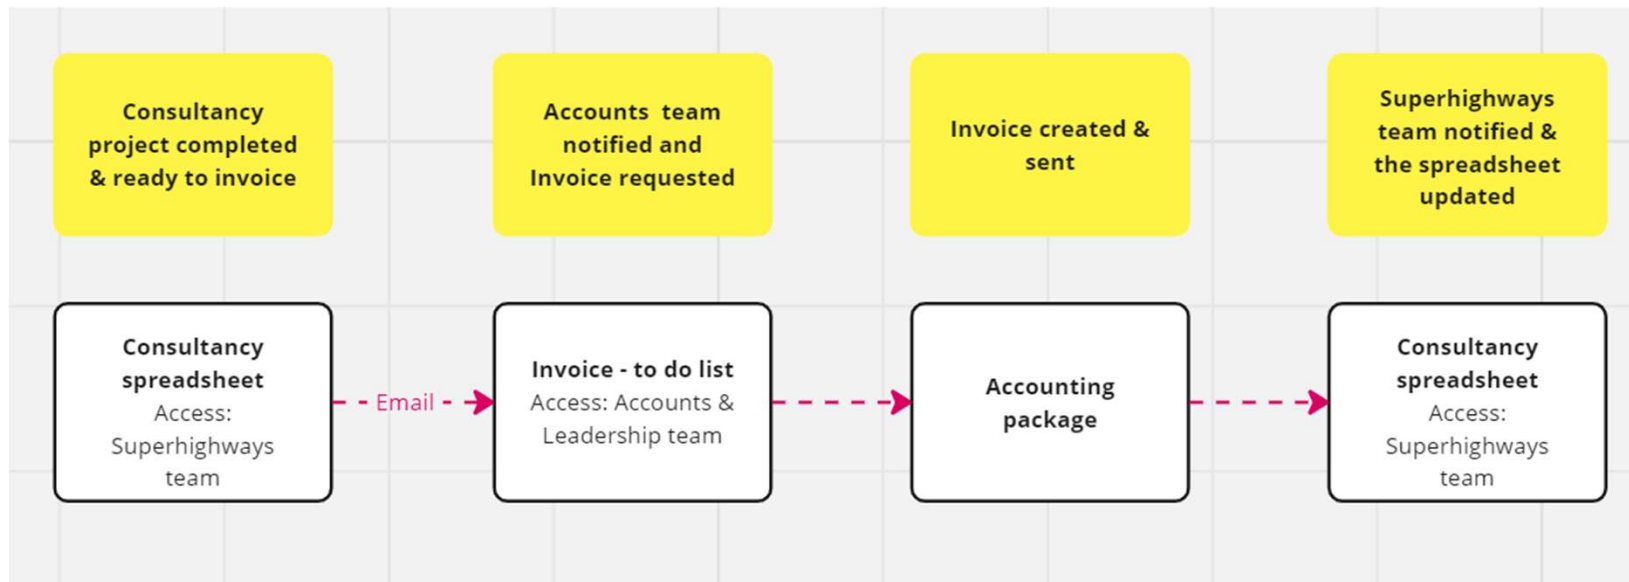 Consultancy
project completed
& ready to invoice
Accounts  team
notified and
Invoice requested
Invoice created &
sent
Superhighways
team notified &
the spreadsheet
updated
Consultancy
spreadsheet
Access:
Superhighways
team
Email
Invoice - to do list
Access: Accounts &
Leadership team
Accounting
package
Consultancy
spreadsheet
Access:
Superhighways
team